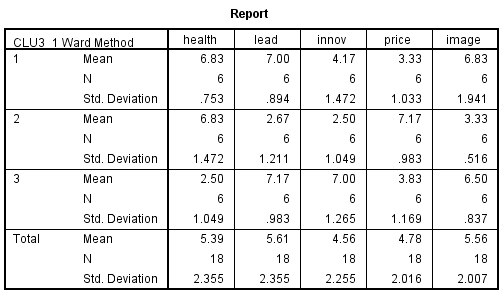 Report
CLU3_1 Ward Method health lead innov price image
1 Mean 6.83 7.00 4.17 3.33 6.83
N 6 6 6 6 6
Std. Deviation .753 .894 1.472 1.033 1.941
2 Mean 6.83 2.67 2.50 7.17 3.33
N 6 6 6 6 6
Std. Deviation 1.472 1.211 1.049 .983 .516
3 Mean 2.50 7.17 7.00 3.83 6.50
N 6 6 6 6 6
Std. Deviation 1.049 .983 1.265 1.169 .837
Total Mean 5.39 5.61 4.56 4.78 5.56
N 18 18 18 18 18
Std. Deviation 2.355 2.355 2.255 2.016 2.007